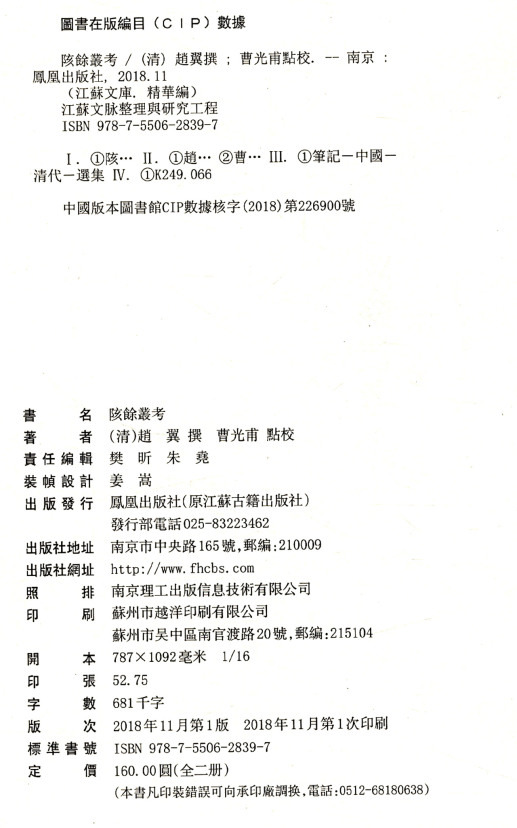 圖書在版編目(CIP)數據
陔餘叢考 / (清) 趙翼撰 ; 曹光甫點校. -- 南京 :
鳳凰出版社, 2018.11
(江蘇文庫. 精華編)
江蘇文脈整理與研究工程
ISBN 978-7-5506-2839-7
Ⅰ. ①陔… Ⅱ. ①趙… ②曹… Ⅲ. ①筆記－中國－
清代－選集 Ⅳ. ①K249.066
中國版本圖書館CIP數據核字(2018)第226900號
書名 陔餘叢考
著者 (清)趙翼 撰 曹光甫 點校
責任編輯 樊昕 朱堯
裝幀設計 姜嵩
出版發行 鳳凰出版社(原江蘇古籍出版社)
發行部電話025-83223462
出版社地址 南京市中央路165號,郵編:210009
出版社網址 http://www.fhcbs.com
照排 南京理工出版信息技術有限公司
印刷 蘇州市越洋印刷有限公司
蘇州市吴中區南官渡路20號,郵編:215104
開本 787×1092毫米 1/16
印張 52.75
字數 681千字
版次 2018年11月第1版 2018年11月第1次印刷
標準書號 ISBN 978-7-5506-2839-7
定價 160.00圓(全二册)
(本書凡印裝錯誤可向承印廠調换,電話:0512-68180638)